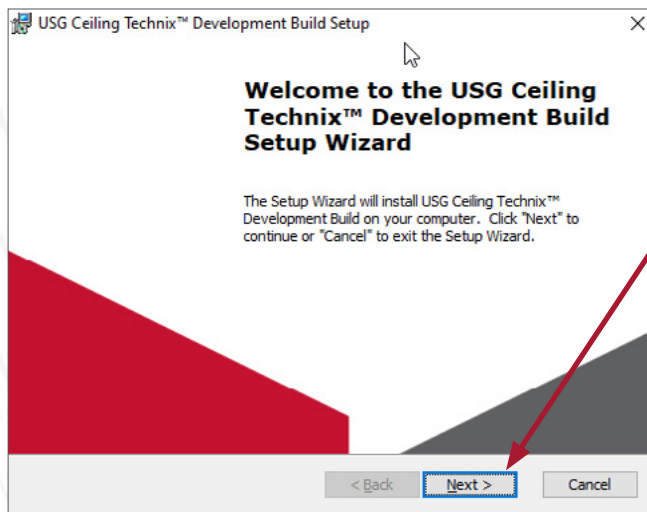 USG Ceiling Technix™ Development Build Setup
Welcome to the USG Ceiling
Technix™ Development Build
Setup Wizard
The Setup Wizard will install USG Ceiling Technix™
Development Build on your computer.  Click "Next" to
continue or "Cancel" to exit the Setup Wizard.
< Back
Next >
Cancel